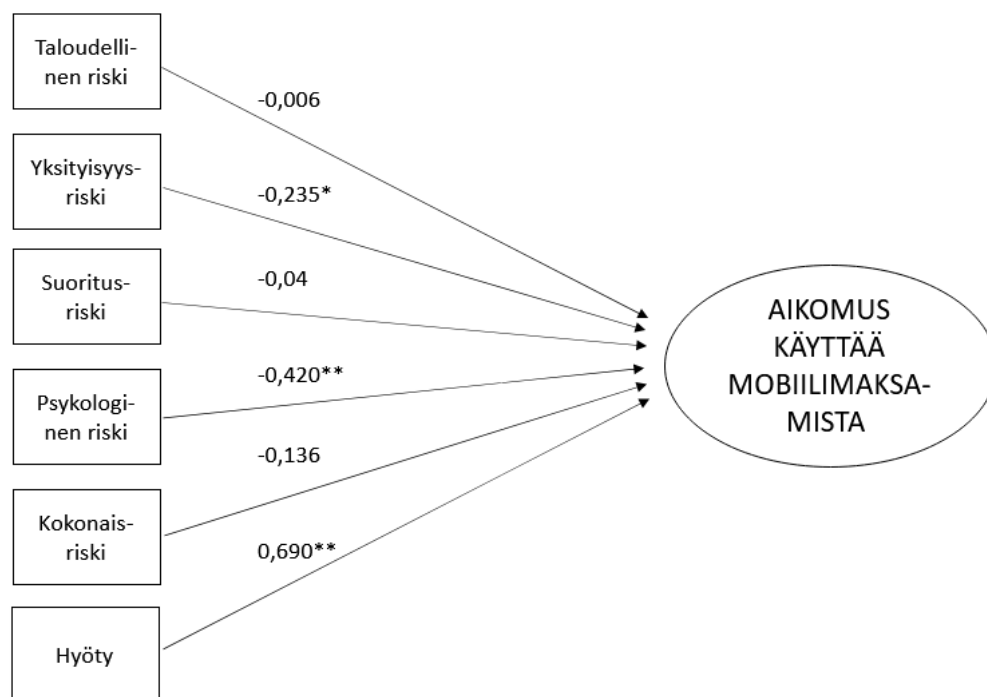 Taloudelli-
nen riski
-0,006
Yksityisyys-
riski
-0,235*
Suoritus-
riski
-0,04
Psykologi-
nen riski
-0,420**
Kokonais-
riski
-0,136
Hyöty
0,690**
AIKOMUS
KÄYTTÄÄ
MOBIILIMAKSA-
MISTA